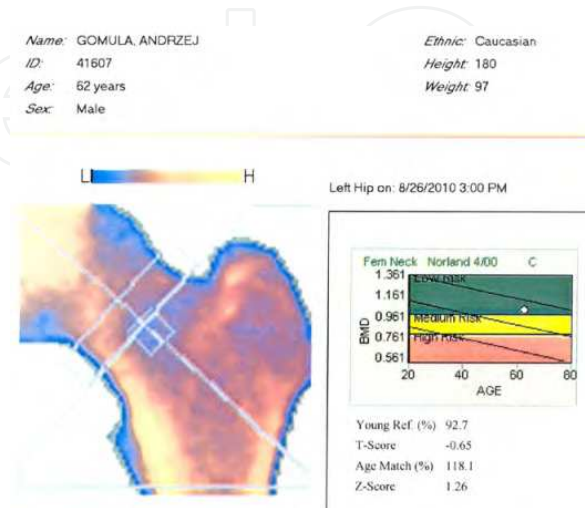 Name: GOMULA, ANDRZEJ
ID: 41607
Age: 62 years
Sex: Male
Ethnic: Caucasian
Height: 180
Weight: 97
L H
Left Hip on: 8/26/2010 3:00 PM
Fem Neck Norland 4/00 C
1.361
1.161
0.961
0.761
0.561
BMD
Low Risk
Medium Risk
High Risk
20 40 60 80
AGE
Young Ref. (%) 92.7
T-Score -0.65
Age Match (%) 118.1
Z-Score 1.26